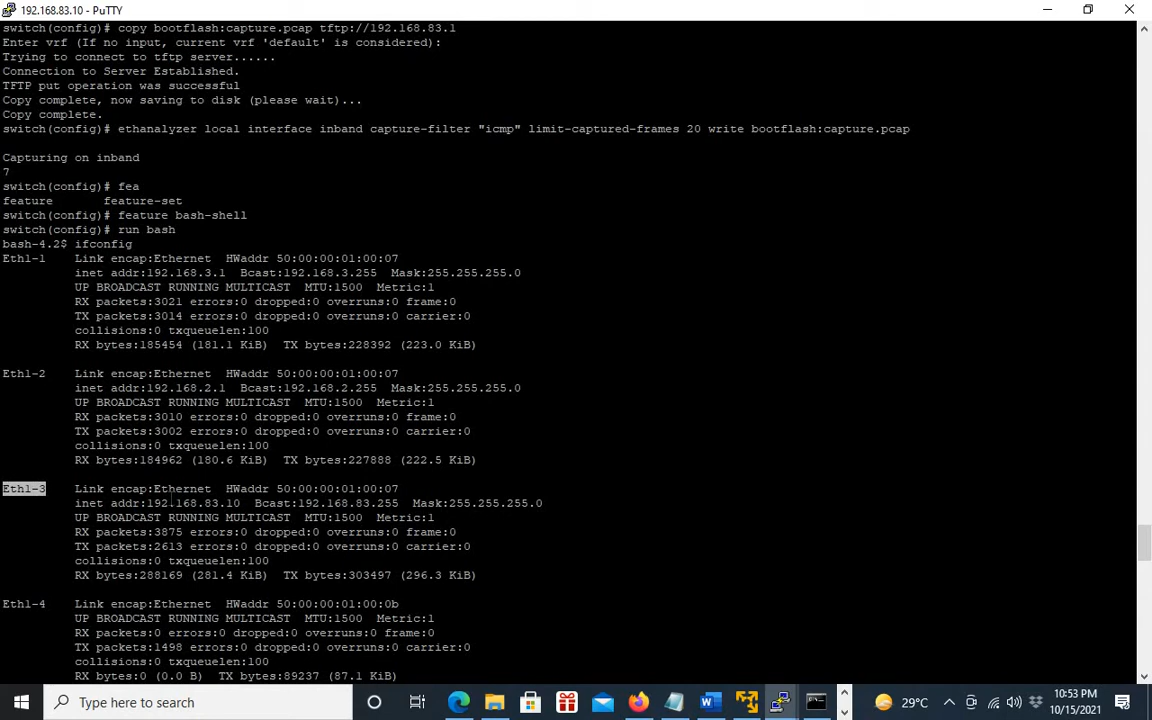 192.168.83.10 - PuTTY
switch(config)# copy bootflash:capture.pcap tftp://192.168.83.1
Enter vrf (If no input, current vrf 'default' is considered):
Trying to connect to tftp server......
Connection to Server Established.
TFTP put operation was successful
Copy complete, now saving to disk (please wait)...
Copy complete.
switch(config)# ethanalyzer local interface inband capture-filter "icmp" limit-captured-frames 20 write bootflash:capture.pcap
Capturing on inband
7
switch(config)# fea
feature feature-set
switch(config)# feature bash-shell
switch(config)# run bash
bash-4.2$ ifconfig
Eth1-1 Link encap:Ethernet HWaddr 50:00:00:01:00:07
inet addr:192.168.3.1 Bcast:192.168.3.255 Mask:255.255.255.0
UP BROADCAST RUNNING MULTICAST MTU:1500 Metric:1
RX packets:3021 errors:0 dropped:0 overruns:0 frame:0
TX packets:3014 errors:0 dropped:0 overruns:0 carrier:0
collisions:0 txqueuelen:100
RX bytes:185454 (181.1 KiB) TX bytes:228392 (223.0 KiB)
Eth1-2 Link encap:Ethernet HWaddr 50:00:00:01:00:07
inet addr:192.168.2.1 Bcast:192.168.2.255 Mask:255.255.255.0
UP BROADCAST RUNNING MULTICAST MTU:1500 Metric:1
RX packets:3010 errors:0 dropped:0 overruns:0 frame:0
TX packets:3002 errors:0 dropped:0 overruns:0 carrier:0
collisions:0 txqueuelen:100
RX bytes:184962 (180.6 KiB) TX bytes:227888 (222.5 KiB)
Eth1-3 Link encap:Ethernet HWaddr 50:00:00:01:00:07
inet addr:192.168.83.10 Bcast:192.168.83.255 Mask:255.255.255.0
UP BROADCAST RUNNING MULTICAST MTU:1500 Metric:1
RX packets:3875 errors:0 dropped:0 overruns:0 frame:0
TX packets:2613 errors:0 dropped:0 overruns:0 carrier:0
collisions:0 txqueuelen:100
RX bytes:288169 (281.4 KiB) TX bytes:303497 (296.3 KiB)
Eth1-4 Link encap:Ethernet HWaddr 50:00:00:01:00:0b
UP BROADCAST RUNNING MULTICAST MTU:1500 Metric:1
RX packets:0 errors:0 dropped:0 overruns:0 frame:0
TX packets:1498 errors:0 dropped:0 overruns:0 carrier:0
collisions:0 txqueuelen:100
RX bytes:0 (0.0 B) TX bytes:89237 (87.1 KiB)
Type here to search
29°C
10:53 PM
10/15/2021